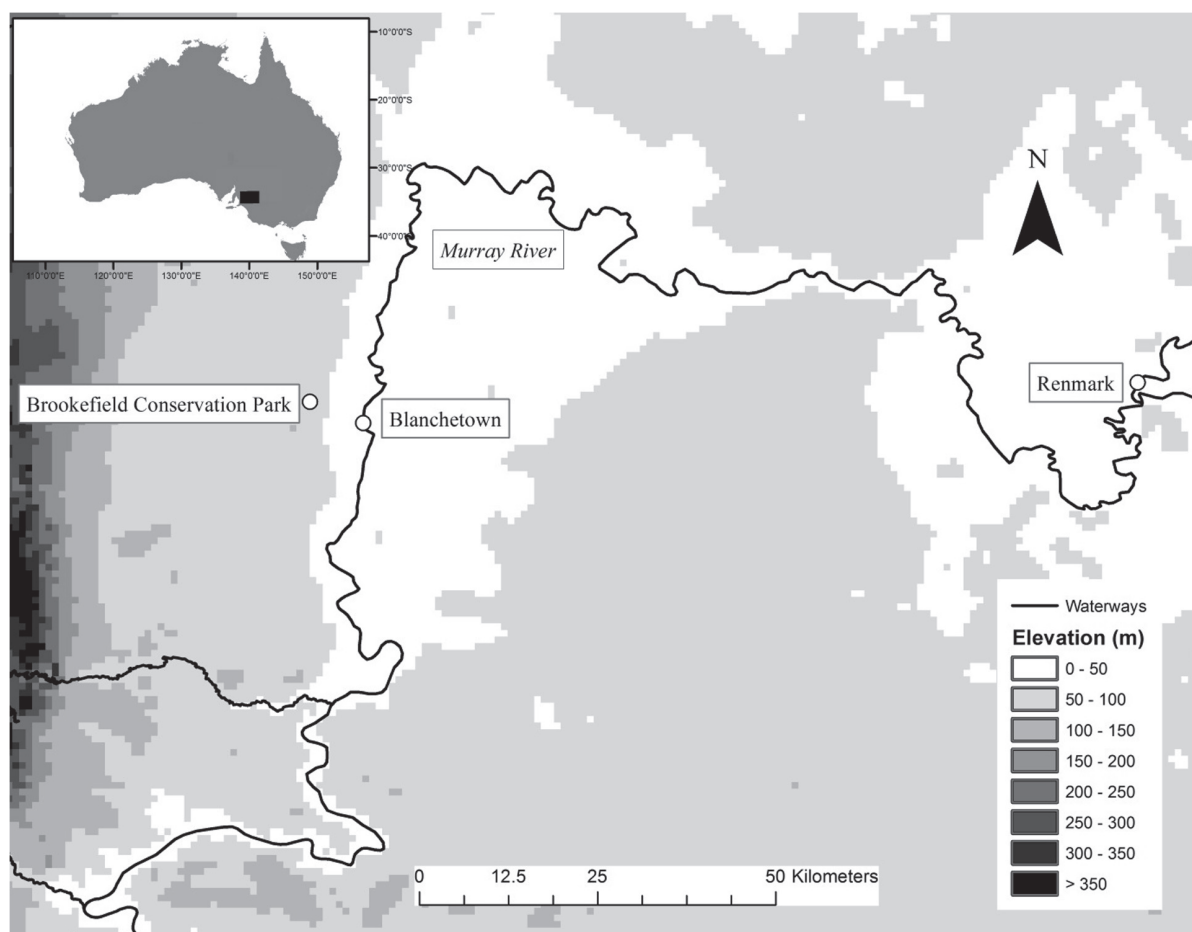 10°0'0"S
20°0'0"S
30°0'0"S
40°0'0"S
110°0'0"E 120°0'0"E 130°0'0"E 140°0'0"E 150°0'0"E
N
Murray River
Renmark
Brookefield Conservation Park
Blanchetown
Waterways
Elevation (m)
0 - 50
50 - 100
100 - 150
150 - 200
200 - 250
250 - 300
300 - 350
> 350
0 12.5 25 50 Kilometers